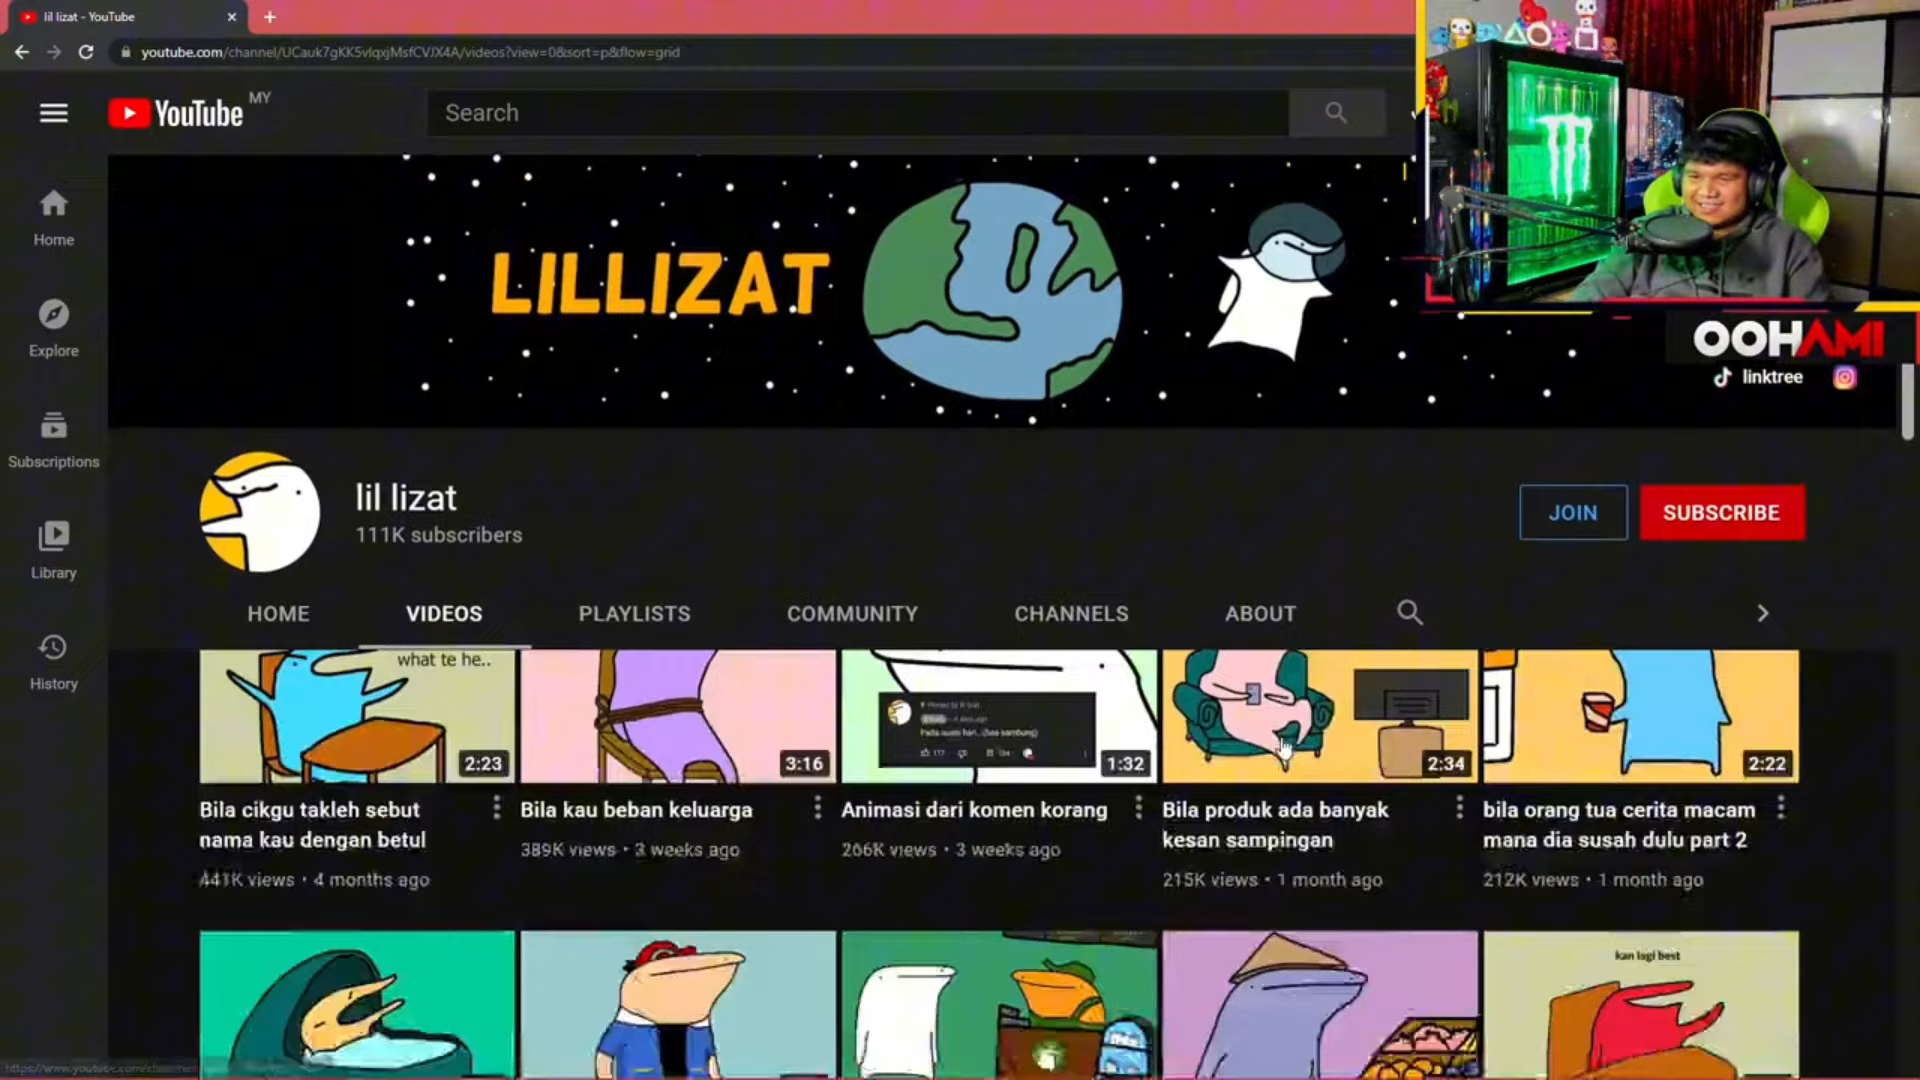 lil lizat - YouTube
youtube.com/channel/UCauk7gKK5vlqxjMsfCVJX4A/videos?view=0&sort=p&flow=grid
YouTube MY
Search
Home
Explore
Subscriptions
Library
History
LILLIZAT
OOHAMI
linktree
lil lizat
111K subscribers
JOIN
SUBSCRIBE
HOME
VIDEOS
PLAYLISTS
COMMUNITY
CHANNELS
ABOUT
what te he..
2:23
3:16
1:32
2:34
2:22
Bila cikgu takleh sebut
nama kau dengan betul
441K views • 4 months ago
Bila kau beban keluarga
389K views • 3 weeks ago
Animasi dari komen korang
266K views • 3 weeks ago
Bila produk ada banyak
kesan sampingan
215K views • 1 month ago
bila orang tua cerita macam
mana dia susah dulu part 2
212K views • 1 month ago
kan lagi best